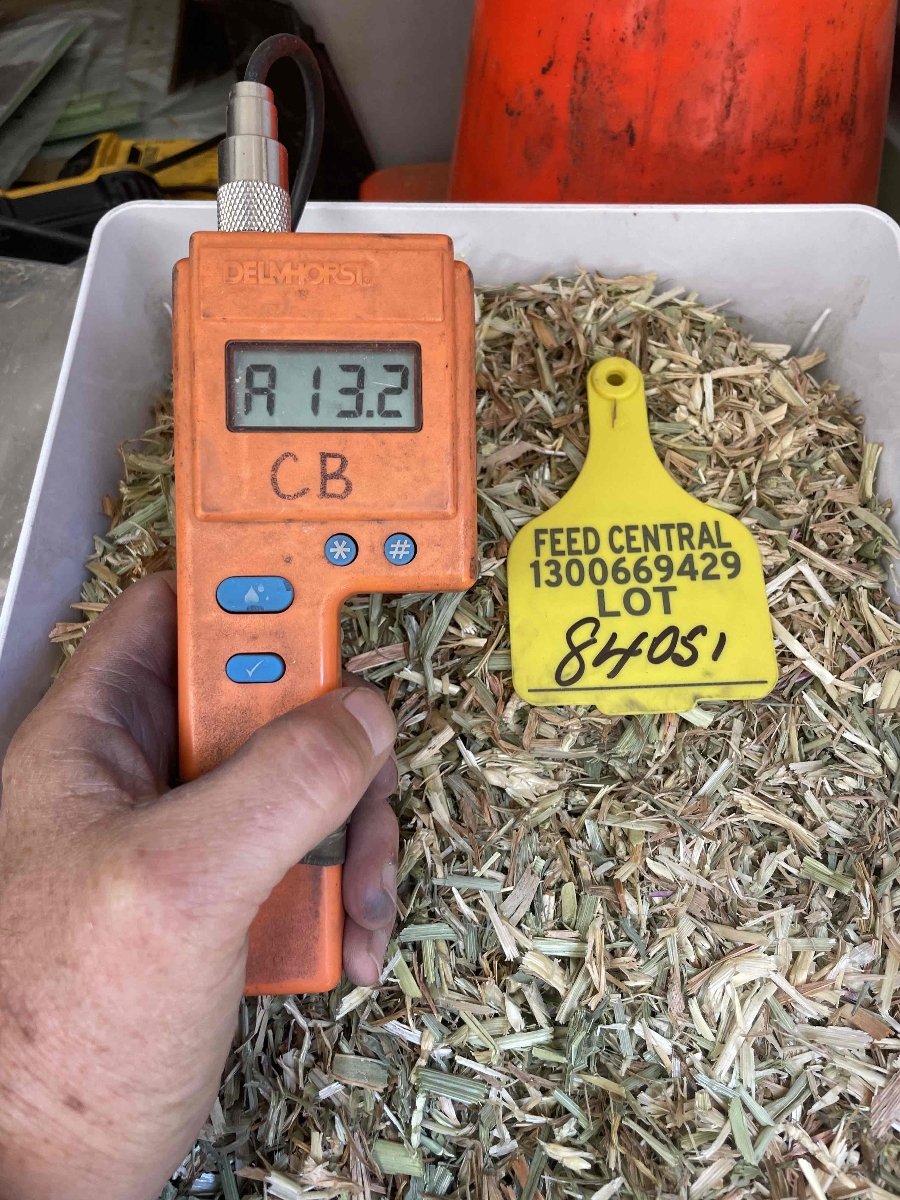 DELMHORST
A 13.2
CB
* #
✓
FEED CENTRAL
1300669429
LOT
84051